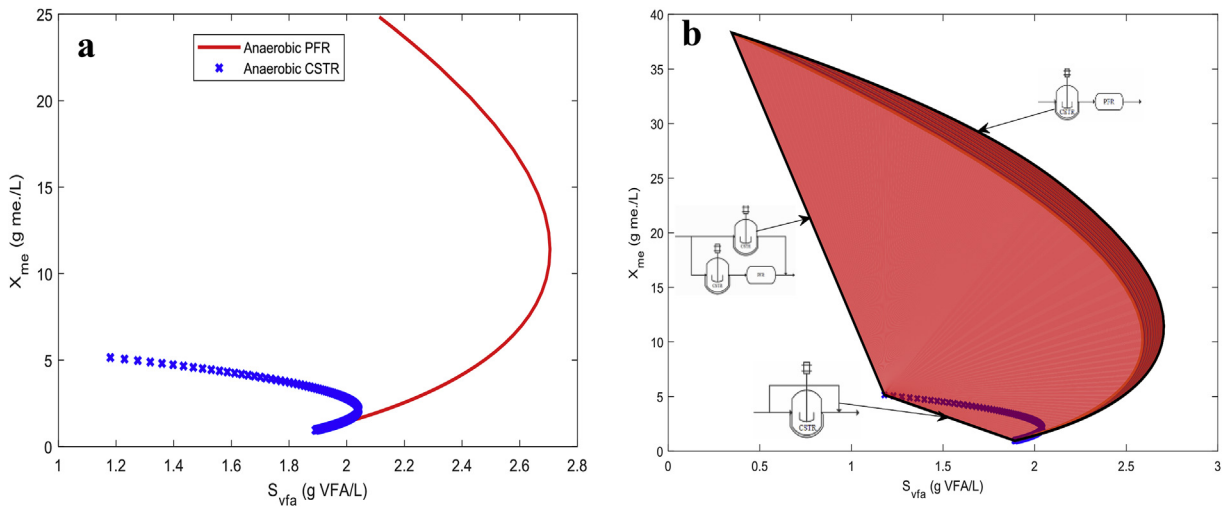 a
Anaerobic PFR
Anaerobic CSTR
25
20
15
10
5
0
X_me (g me./L)
1 1.2 1.4 1.6 1.8 2 2.2 2.4 2.6 2.8
S_vfa (g VFA/L)
b
40
35
30
25
20
15
10
5
0
X_me (g me./L)
CSTR
PFR
CSTR
CSTR
CSTR
0 0.5 1 1.5 2 2.5 3
S_vfa (g VFA/L)